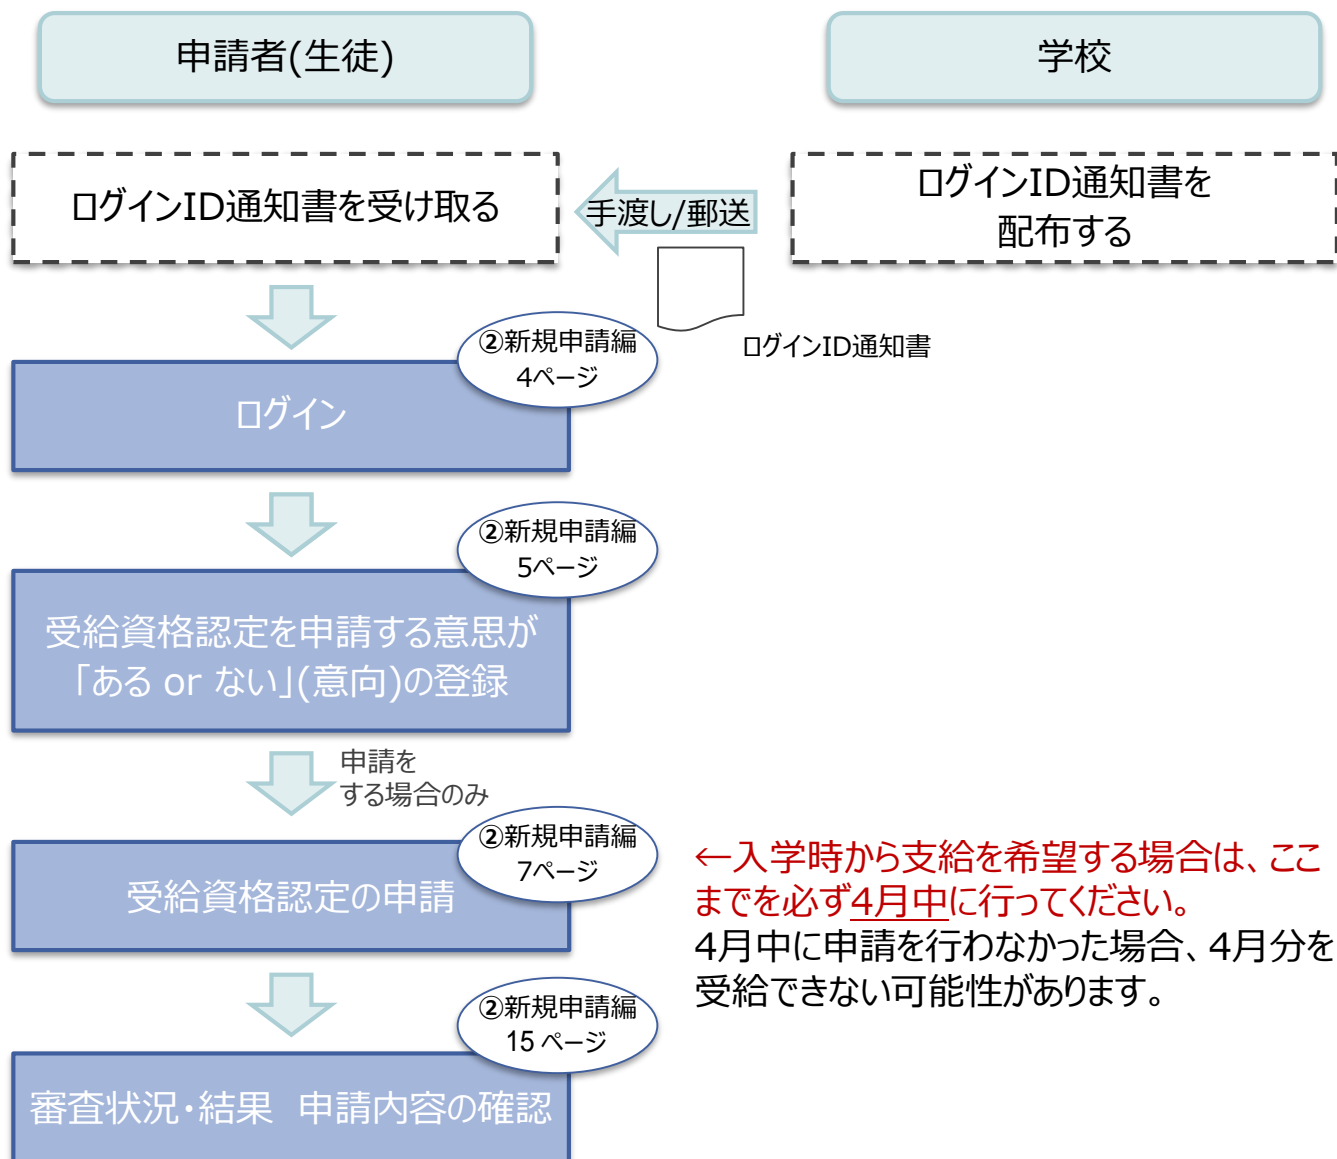 申請者(生徒)
学校
ログインID通知書を受け取る
手渡し/郵送
ログインID通知書を
配布する
ログインID通知書
②新規申請編
4ページ
ログイン
②新規申請編
5ページ
受給資格認定を申請する意思が
「ある or ない」(意向)の登録
申請を
する場合のみ
②新規申請編
7ページ
受給資格認定の申請
←入学時から支給を希望する場合は、ここ
までを必ず4月中に行ってください。
4月中に申請を行わなかった場合、4月分を
受給できない可能性があります。
②新規申請編
15 ページ
審査状況・結果　申請内容の確認